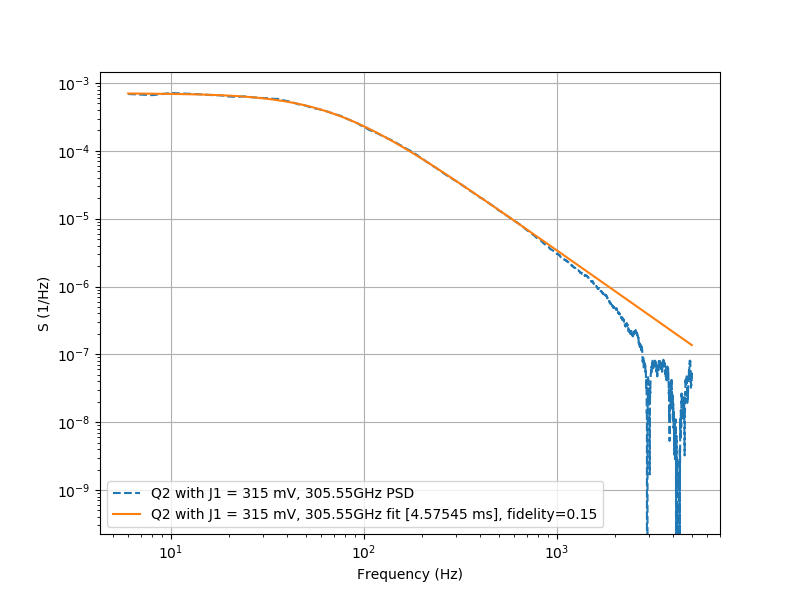 10⁻³
10⁻⁴
10⁻⁵
10⁻⁶
10⁻⁷
10⁻⁸
10⁻⁹
S (1/Hz)
Q2 with J1 = 315 mV, 305.55GHz PSD
Q2 with J1 = 315 mV, 305.55GHz fit [4.57545 ms], fidelity=0.15
10¹ 10² 10³
Frequency (Hz)